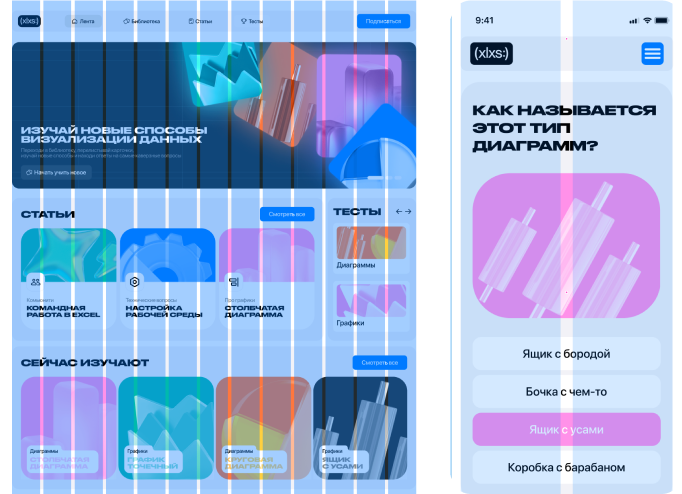 (xlxs:)
Лента
Библиотека
Статьи
Тесты
Подписаться
ИЗУЧАЙ НОВЫЕ СПОСОБЫ
ВИЗУАЛИЗАЦИИ ДАННЫХ
Начать учить новое
СТАТЬИ
Смотреть все
КОМАНДНАЯ
РАБОТА В EXCEL
Технические вопросы
НАСТРОЙКА
РАБОЧЕЙ СРЕДЫ
Про графики
СТОЛБЧАТАЯ
ДИАГРАММА
ТЕСТЫ
Диаграммы
Графики
СЕЙЧАС ИЗУЧАЮТ
Смотреть все
Диаграммы
СТОЛБЧАТАЯ
ДИАГРАММА
Графики
ГРАФИК
ТОЧЕЧНЫЙ
Диаграммы
КРУГОВАЯ
ДИАГРАММА
Графики
ЯЩИК
С УСАМИ
9:41
(xlxs:)
КАК НАЗЫВАЕТСЯ
ЭТОТ ТИП
ДИАГРАММ?
Ящик с бородой
Бочка с чем-то
Ящик с усами
Коробка с барабаном